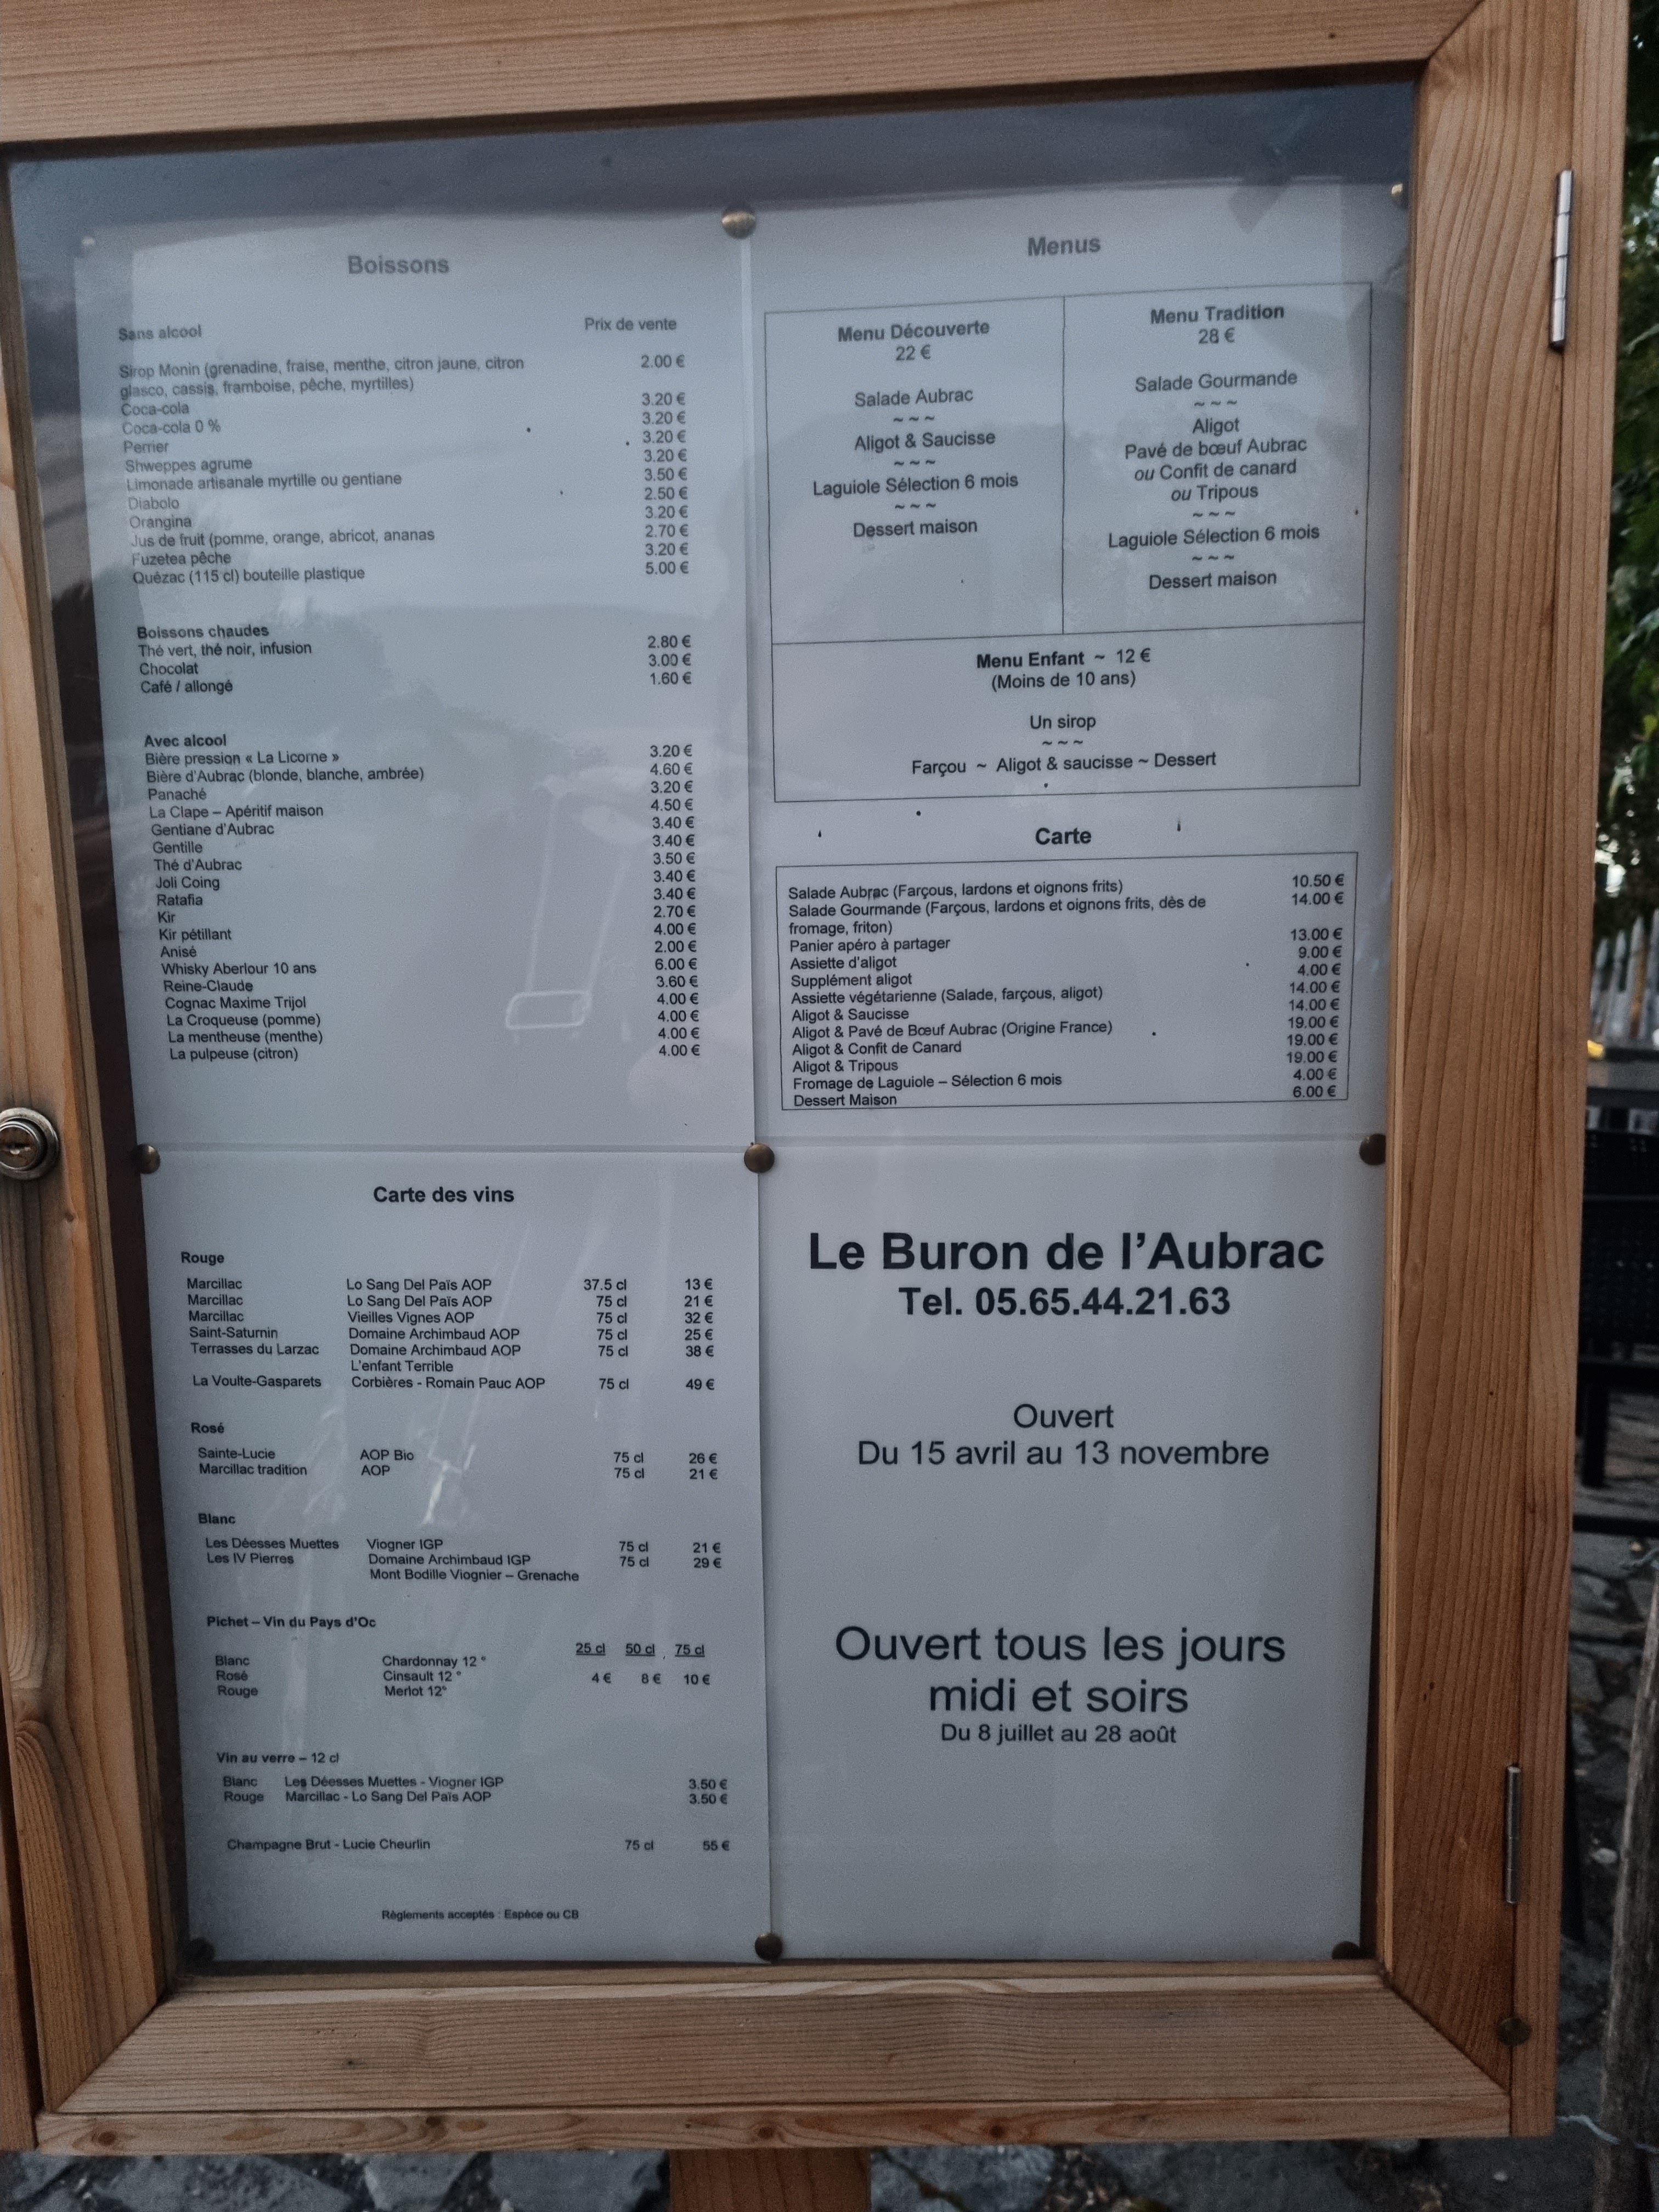 Boissons
Sans alcool Prix de vente
Sirop Monin (grenadine, fraise, menthe, citron jaune, citron 2.00 €
glasco, cassis, framboise, pêche, myrtilles)
Coca-cola 3.20 €
Coca-cola 0 % 3.20 €
Perrier 3.20 €
Shweppes agrume 3.20 €
Limonade artisanale myrtille ou gentiane 3.50 €
Diabolo 2.50 €
Orangina 3.20 €
Jus de fruit (pomme, orange, abricot, ananas 2.70 €
Fuzetea pêche 3.20 €
Quézac (115 cl) bouteille plastique 5.00 €
Boissons chaudes
Thé vert, thé noir, infusion 2.80 €
Chocolat 3.00 €
Café / allongé 1.60 €
Avec alcool
Bière pression « La Licorne » 3.20 €
Bière d'Aubrac (blonde, blanche, ambrée) 4.60 €
Panaché 3.20 €
La Clape – Apéritif maison 4.50 €
Gentiane d'Aubrac 3.40 €
Gentille 3.40 €
Thé d'Aubrac 3.50 €
Joli Coing 3.40 €
Ratafia 3.40 €
Kir 2.70 €
Kir pétillant 4.00 €
Anisé 2.00 €
Whisky Aberlour 10 ans 6.00 €
Reine-Claude 3.60 €
Cognac Maxime Trijol 4.00 €
La Croqueuse (pomme) 4.00 €
La mentheuse (menthe) 4.00 €
La pulpeuse (citron) 4.00 €
Menus
Menu Découverte
22 €
Salade Aubrac
~ ~ ~
Aligot & Saucisse
~ ~ ~
Laguiole Sélection 6 mois
~ ~ ~
Dessert maison
Menu Tradition
28 €
Salade Gourmande
~ ~ ~
Aligot
Pavé de bœuf Aubrac
ou Confit de canard
ou Tripous
~ ~ ~
Laguiole Sélection 6 mois
~ ~ ~
Dessert maison
Menu Enfant ~ 12 €
(Moins de 10 ans)
Un sirop
~ ~ ~
Farçou ~ Aligot & saucisse ~ Dessert
Carte
Salade Aubrac (Farçous, lardons et oignons frits) 10.50 €
Salade Gourmande (Farçous, lardons et oignons frits, dès de 14.00 €
fromage, friton)
Panier apéro à partager 13.00 €
Assiette d'aligot 9.00 €
Supplément aligot 4.00 €
Assiette végétarienne (Salade, farçous, aligot) 14.00 €
Aligot & Saucisse 14.00 €
Aligot & Pavé de Bœuf Aubrac (Origine France) 19.00 €
Aligot & Confit de Canard 19.00 €
Aligot & Tripous 19.00 €
Fromage de Laguiole – Sélection 6 mois 4.00 €
Dessert Maison 6.00 €
Carte des vins
Rouge
Marcillac Lo Sang Del Païs AOP 37.5 cl 13 €
Marcillac Lo Sang Del Païs AOP 75 cl 21 €
Marcillac Vieilles Vignes AOP 75 cl 32 €
Saint-Saturnin Domaine Archimbaud AOP 75 cl 25 €
Terrasses du Larzac Domaine Archimbaud AOP 75 cl 38 €
L'enfant Terrible
La Voulte-Gasparets Corbières - Romain Pauc AOP 75 cl 49 €
Rosé
Sainte-Lucie AOP Bio 75 cl 26 €
Marcillac tradition AOP 75 cl 21 €
Blanc
Les Déesses Muettes Viogner IGP 75 cl 21 €
Les IV Pierres Domaine Archimbaud IGP 75 cl 29 €
Mont Bodille Viognier – Grenache
Pichet – Vin du Pays d'Oc
25 cl 50 cl 75 cl
Blanc Chardonnay 12 °
Rosé Cinsault 12 ° 4 € 8 € 10 €
Rouge Merlot 12°
Vin au verre – 12 cl
Blanc Les Déesses Muettes - Viogner IGP 3.50 €
Rouge Marcillac - Lo Sang Del Païs AOP 3.50 €
Champagne Brut - Lucie Cheurlin 75 cl 55 €
Règlements acceptés : Espèce ou CB
Le Buron de l'Aubrac
Tel. 05.65.44.21.63
Ouvert
Du 15 avril au 13 novembre
Ouvert tous les jours
midi et soirs
Du 8 juillet au 28 août